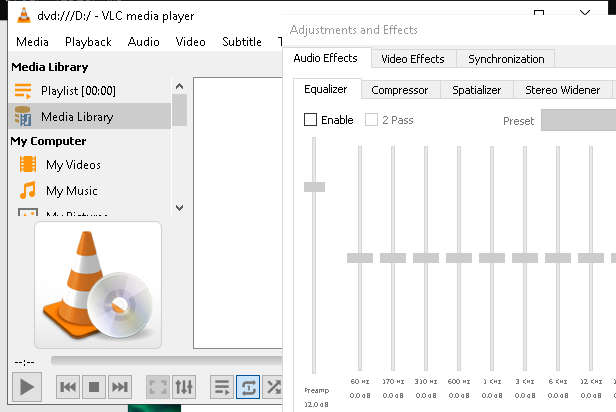 dvd:///D:/ - VLC media player
Media Playback Audio Video Subtitle
Media Library
Playlist [00:00]
Media Library
My Computer
My Videos
My Music
My Pictures
--:--
Adjustments and Effects
Audio Effects Video Effects Synchronization
Equalizer Compressor Spatializer Stereo Widener
Enable 2 Pass Preset
60 Hz 170 Hz 310 Hz 600 Hz 1 KHz 3 KHz 6 KHz 12 KHz
Preamp 0.0 dB 0.0 dB 0.0 dB 0.0 dB 0.0 dB 0.0 dB 0.0 dB 0.0 dB
12.0 dB